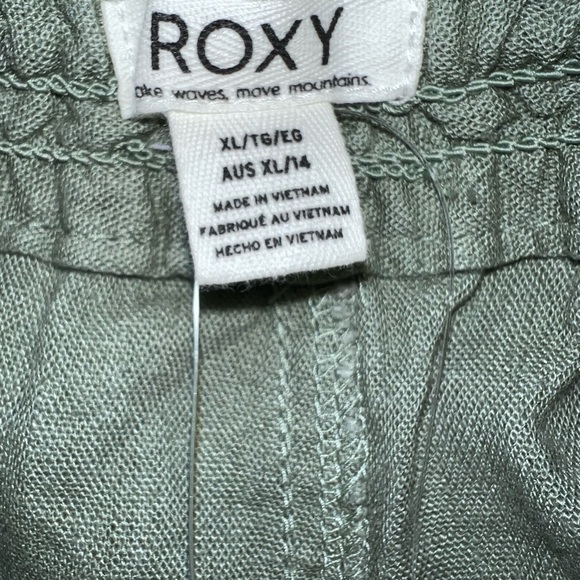 ROXY
make waves, move mountains.
XL/TG/EG
AUS XL/14
MADE IN VIETNAM
FABRIQUÉ AU VIETNAM
HECHO EN VIETNAM